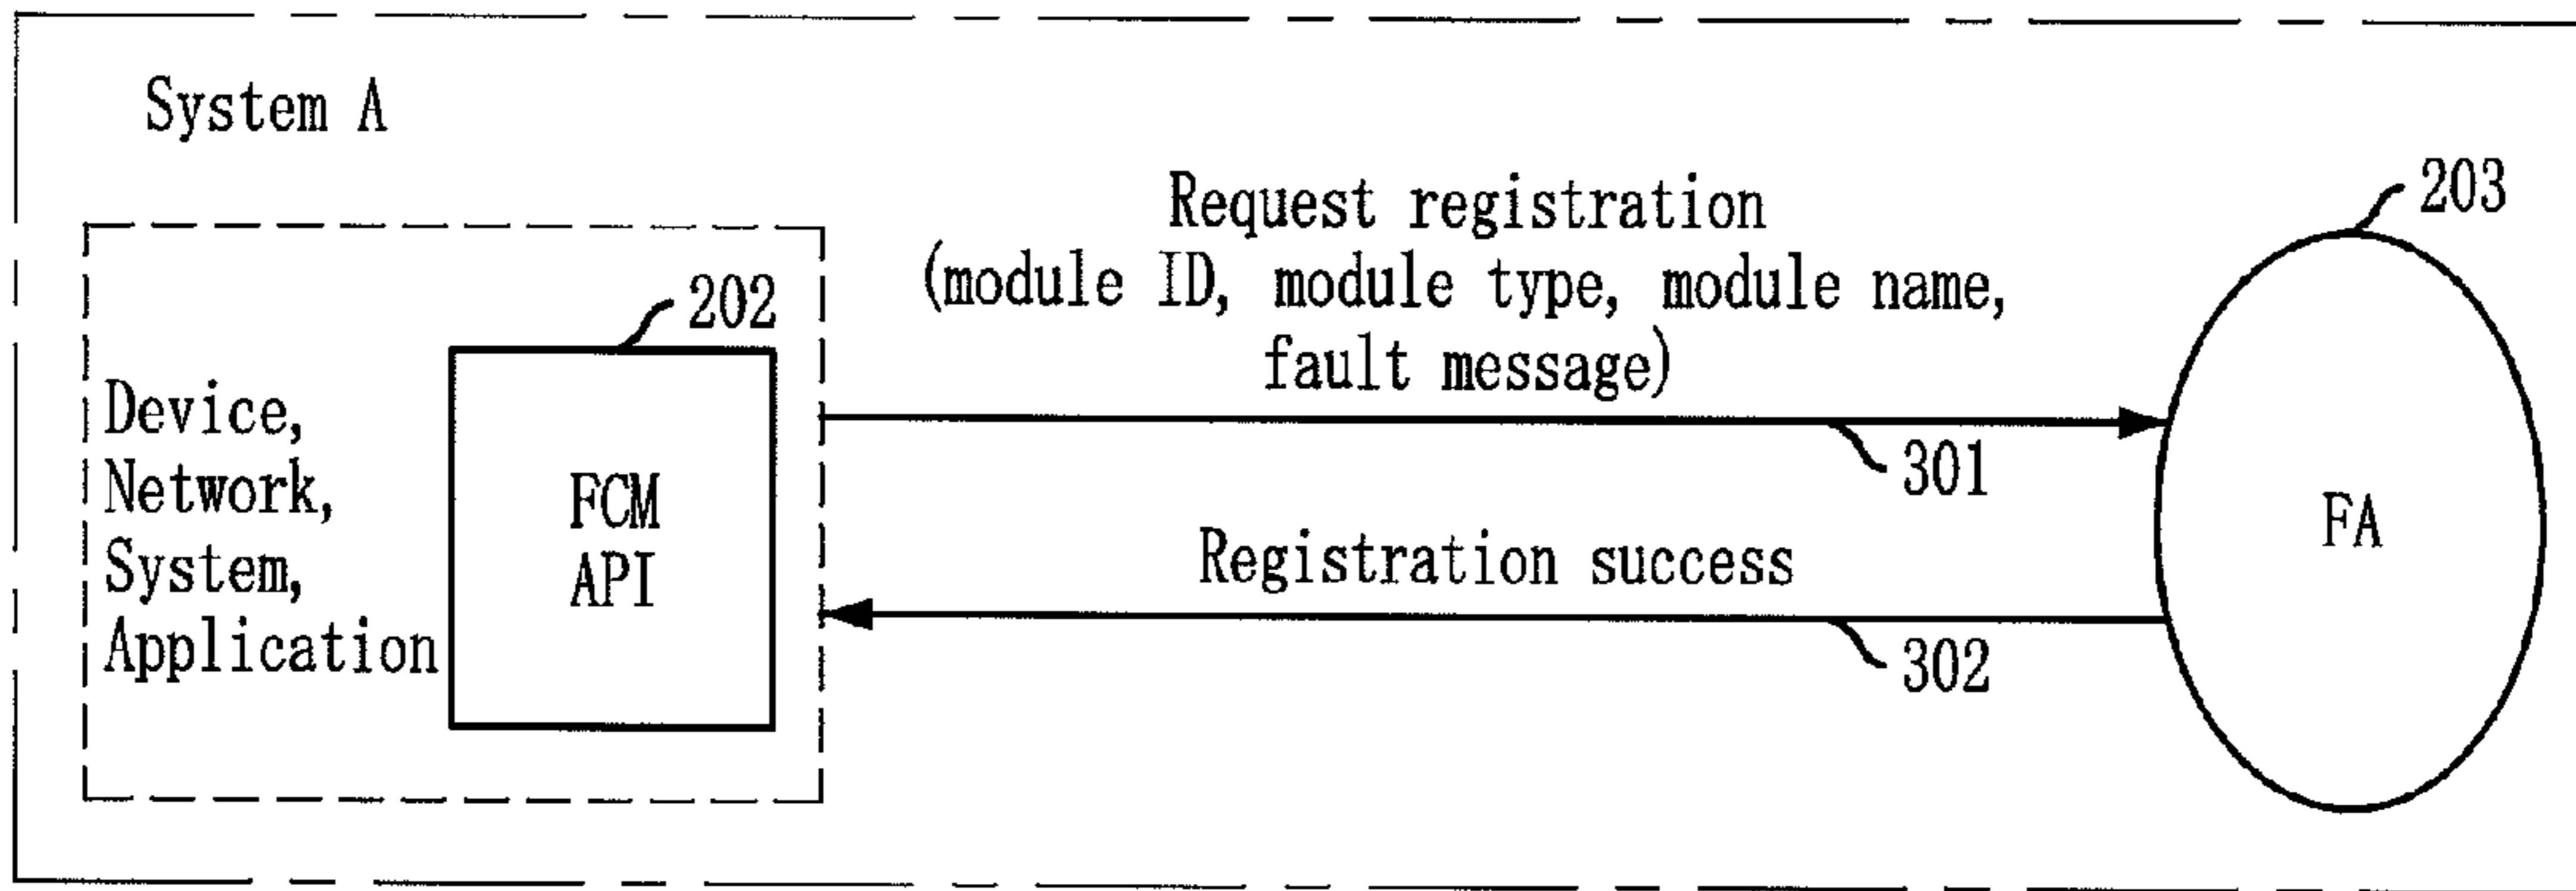 System A
Request registration
(module ID, module type, module name,
fault message)
203
202
Device,
Network,
System,
Application
FCM
API
301
FA
Registration success
302